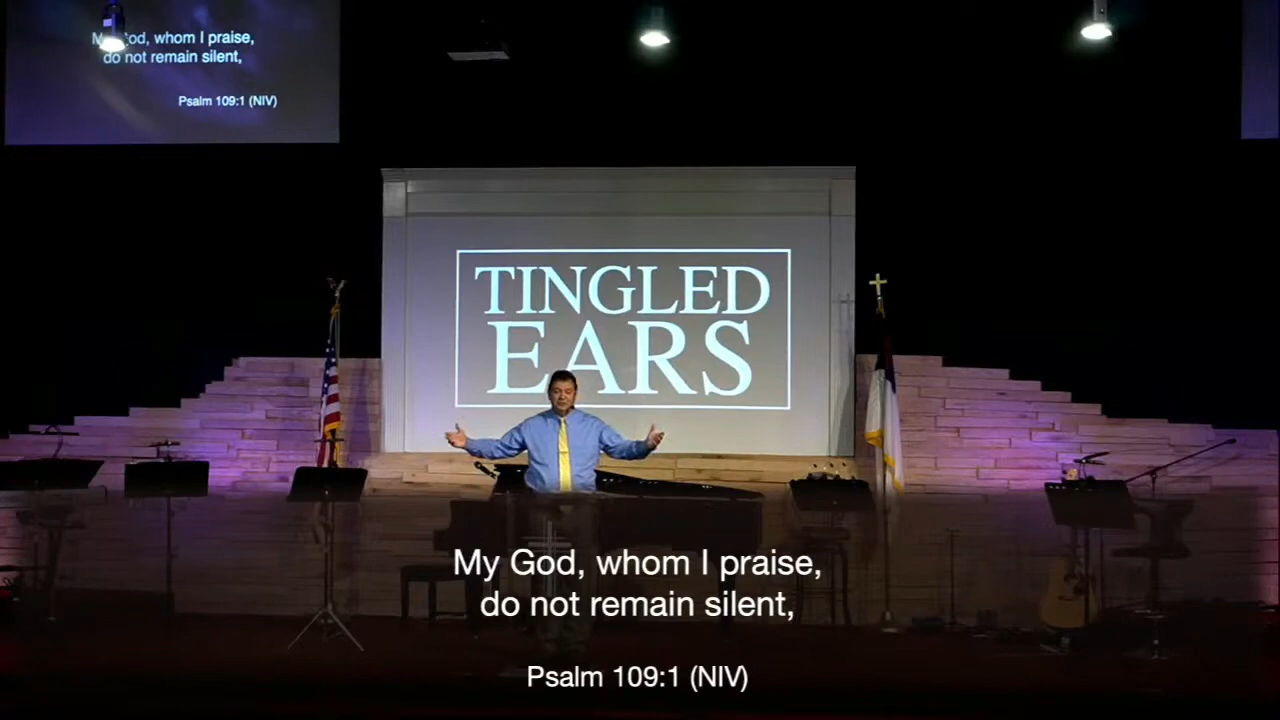 My God, whom I praise,
do not remain silent,
Psalm 109:1 (NIV)
TINGLED
EARS
My God, whom I praise,
do not remain silent,
Psalm 109:1 (NIV)